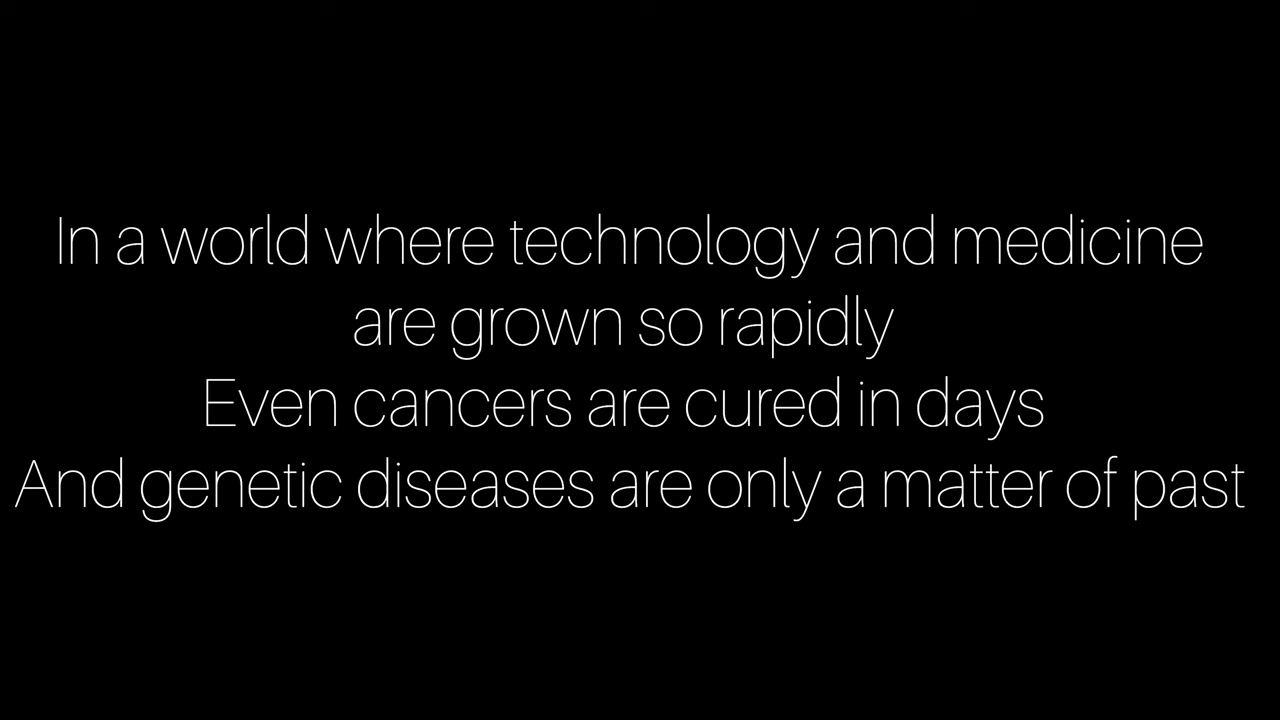 In a world where technology and medicine
are grown so rapidly
Even cancers are cured in days
And genetic diseases are only a matter of past